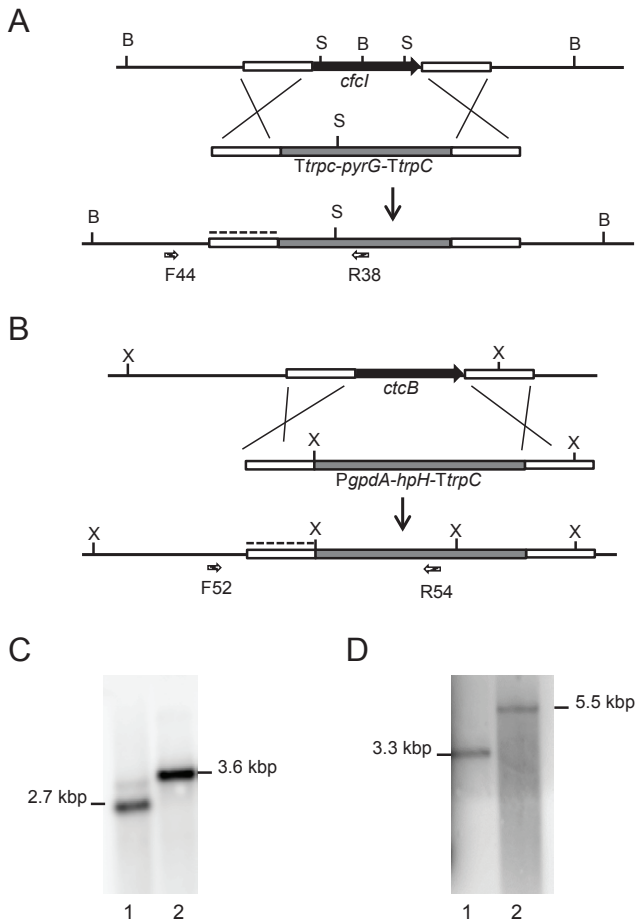 A
B S B S B
cfcI
S
Ttrpc-pyrG-TtrpC
B S B
F44 R38
B
X X
ctcB
X X
PgpdA-hpH-TtrpC
X X X X
F52 R54
C D
2.7 kbp 3.6 kbp 3.3 kbp 5.5 kbp
1 2 1 2